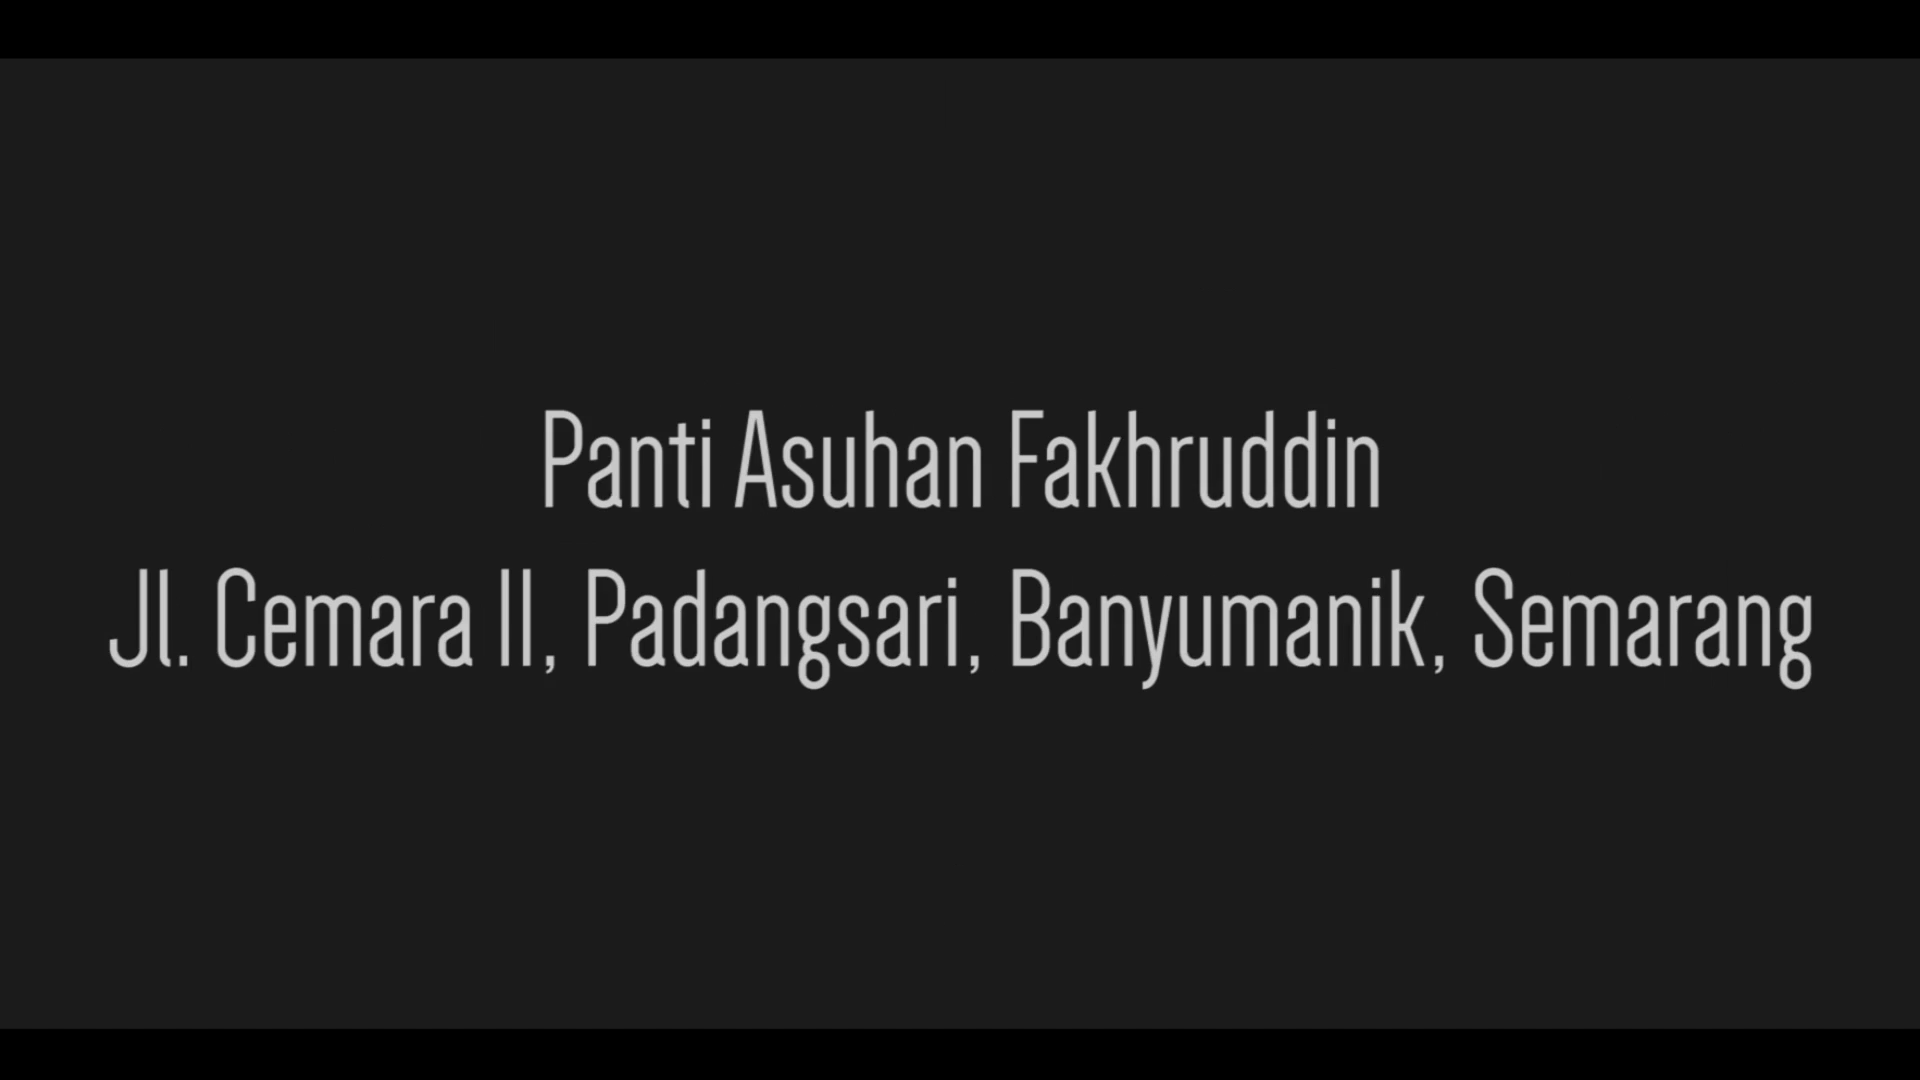 Panti Asuhan Fakhruddin
Jl. Cemara II, Padangsari, Banyumanik, Semarang